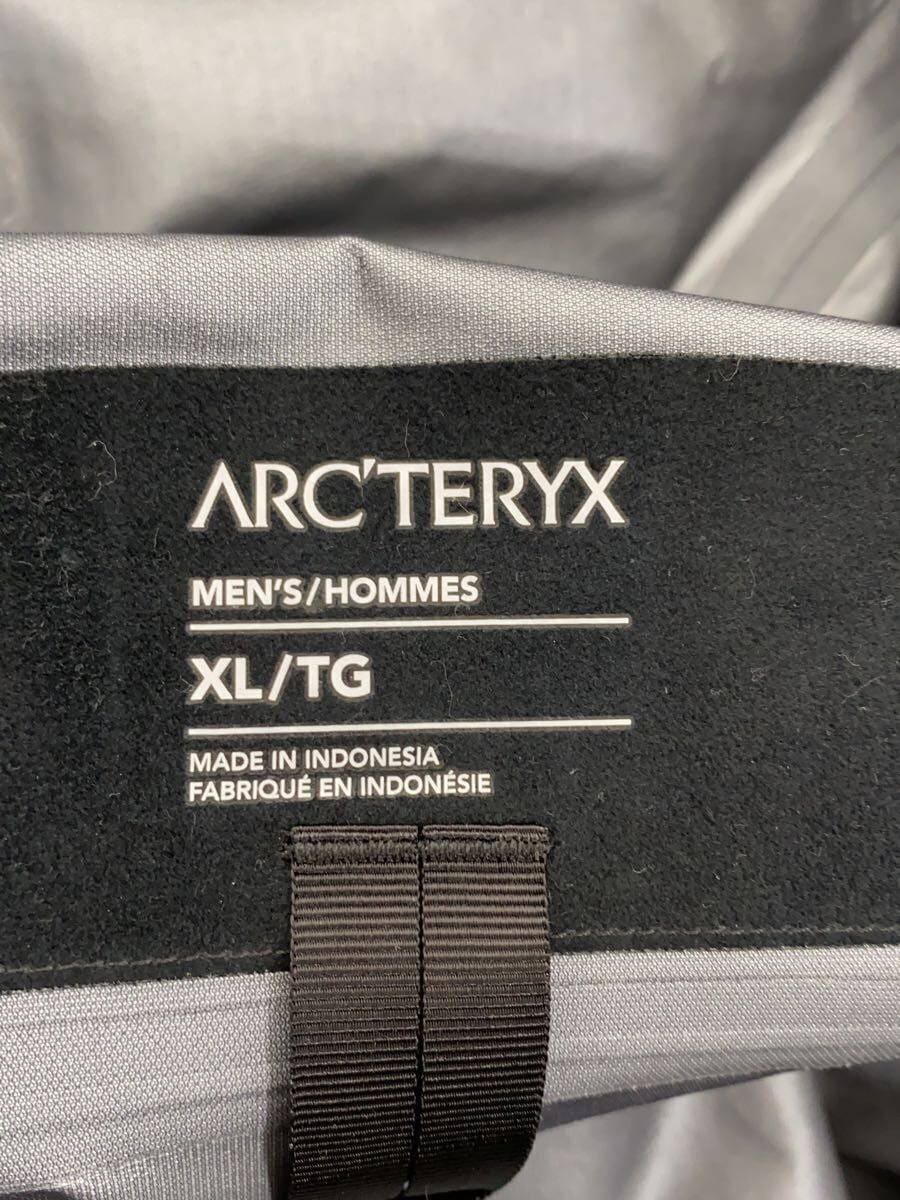 ARC'TERYX
MEN'S/HOMMES
XL/TG
MADE IN INDONESIA
FABRIQUÉ EN INDONÉSIE